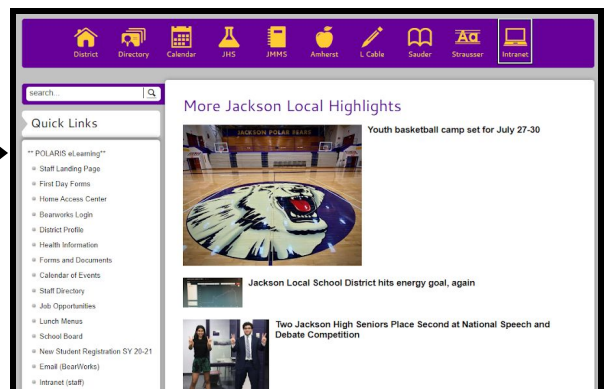 District Directory Calendar JHS JMMS Amherst L Cable Sauder Strausser Intranet
search...
Quick Links
** POLARIS eLearning**
Staff Landing Page
First Day Forms
Home Access Center
Bearworks Login
District Profile
Health Information
Forms and Documents
Calendar of Events
Staff Directory
Job Opportunities
Lunch Menus
School Board
New Student Registration SY 20-21
Email (BearWorks)
Intranet (staff)
More Jackson Local Highlights
JACKSON POLAR BEARS
Youth basketball camp set for July 27-30
Jackson Local School District hits energy goal, again
Two Jackson High Seniors Place Second at National Speech and
Debate Competition